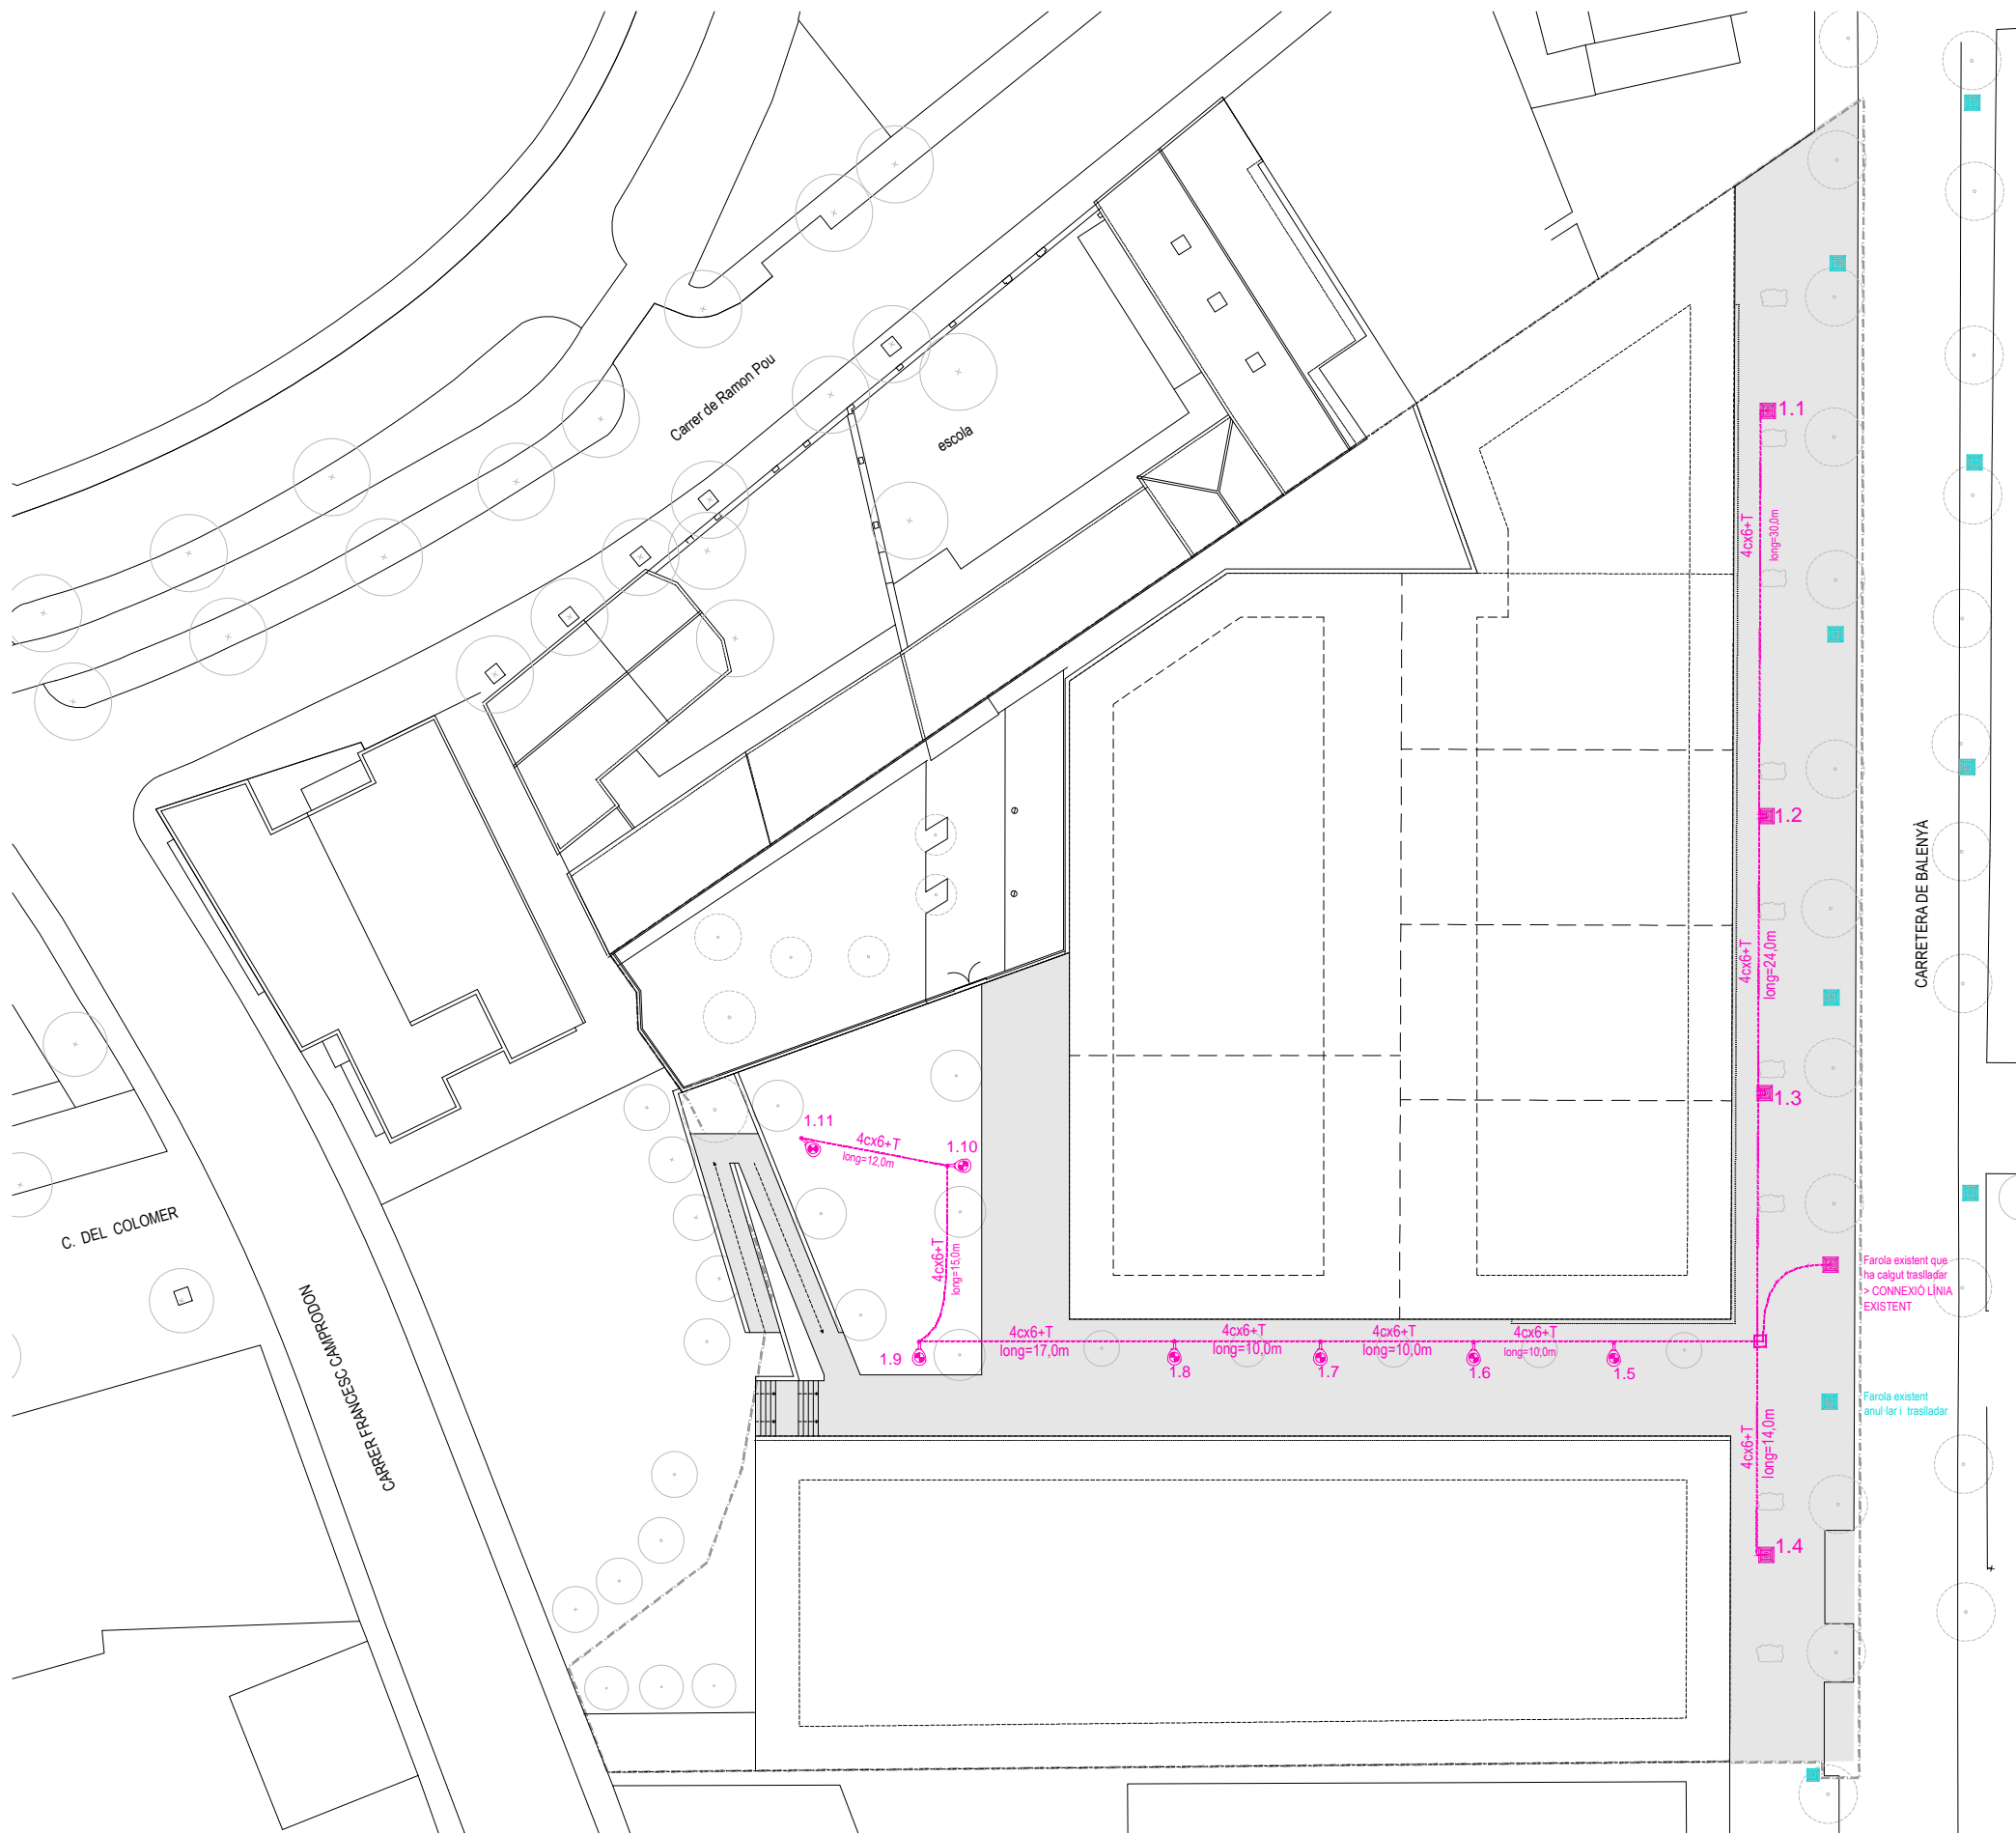 Carrer de Ramon Pou
escola
1.1
4cx6+T
long=30,0m
1.2
4cx6+T
long=24,0m
CARRETERA DE BALENYÀ
1.3
1.11
4cx6+T
long=12,0m
1.10
C. DEL COLOMER
4cx6+T
long=15,0m
Farola existent que
ha calgut traslladar
> CONNEXIÓ LÍNIA
EXISTENT
CARRER FRANCESC CAMPRODON
1.9
4cx6+T
long=17,0m
1.8
4cx6+T
long=10,0m
1.7
4cx6+T
long=10,0m
1.6
4cx6+T
long=10,0m
1.5
Farola existent
anul·lar i traslladar
4cx6+T
long=14,0m
1.4